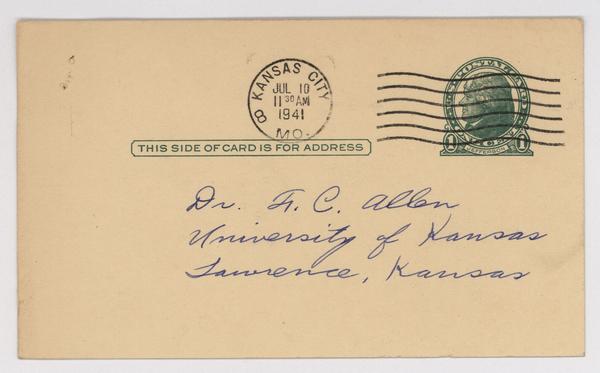 KANSAS CITY
8
JUL 10
11 30 AM
1941
MO.
THIS SIDE OF CARD IS FOR ADDRESS
1 JEFFERSON 1
Dr. F. C. Allen
University of Kansas
Lawrence, Kansas